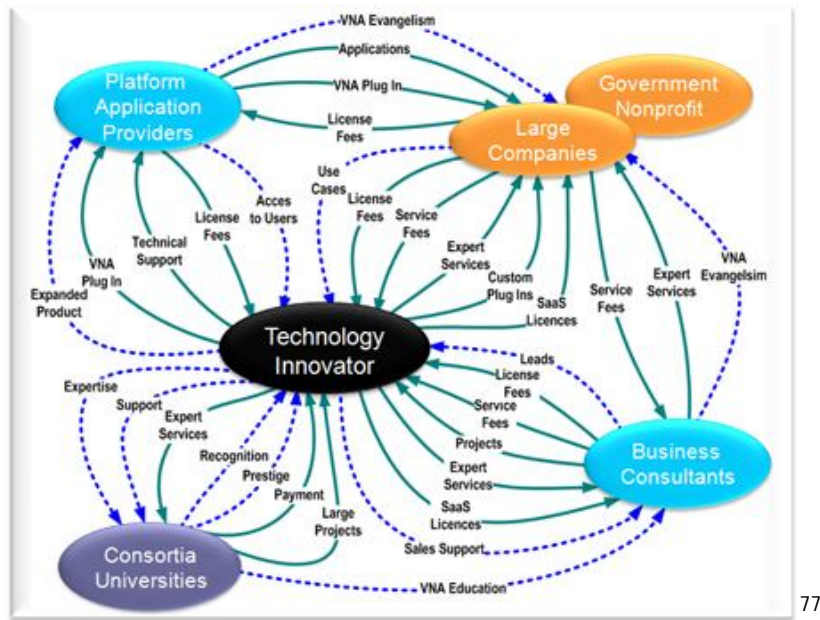 VNA Evangelism
Applications
VNA Plug In
License
Fees
Platform
Application
Providers
Government
Nonprofit
Large
Companies
Use
Cases
License
Fees
Service
Fees
Acces
to Users
License
Fees
Technical
Support
VNA
Plug In
Expanded
Product
Expert
Services
Custom
Plug Ins
SaaS
Licences
Service
Fees
Expert
Services
VNA
Evangelsim
Technology
Innovator
Leads
License
Fees
Service
Fees
Projects
Expert
Services
SaaS
Licences
Sales Support
Business
Consultants
Expertise
Support
Expert
Services
Recognition
Prestige
Payment
Large
Projects
Consortia
Universities
VNA Education
77